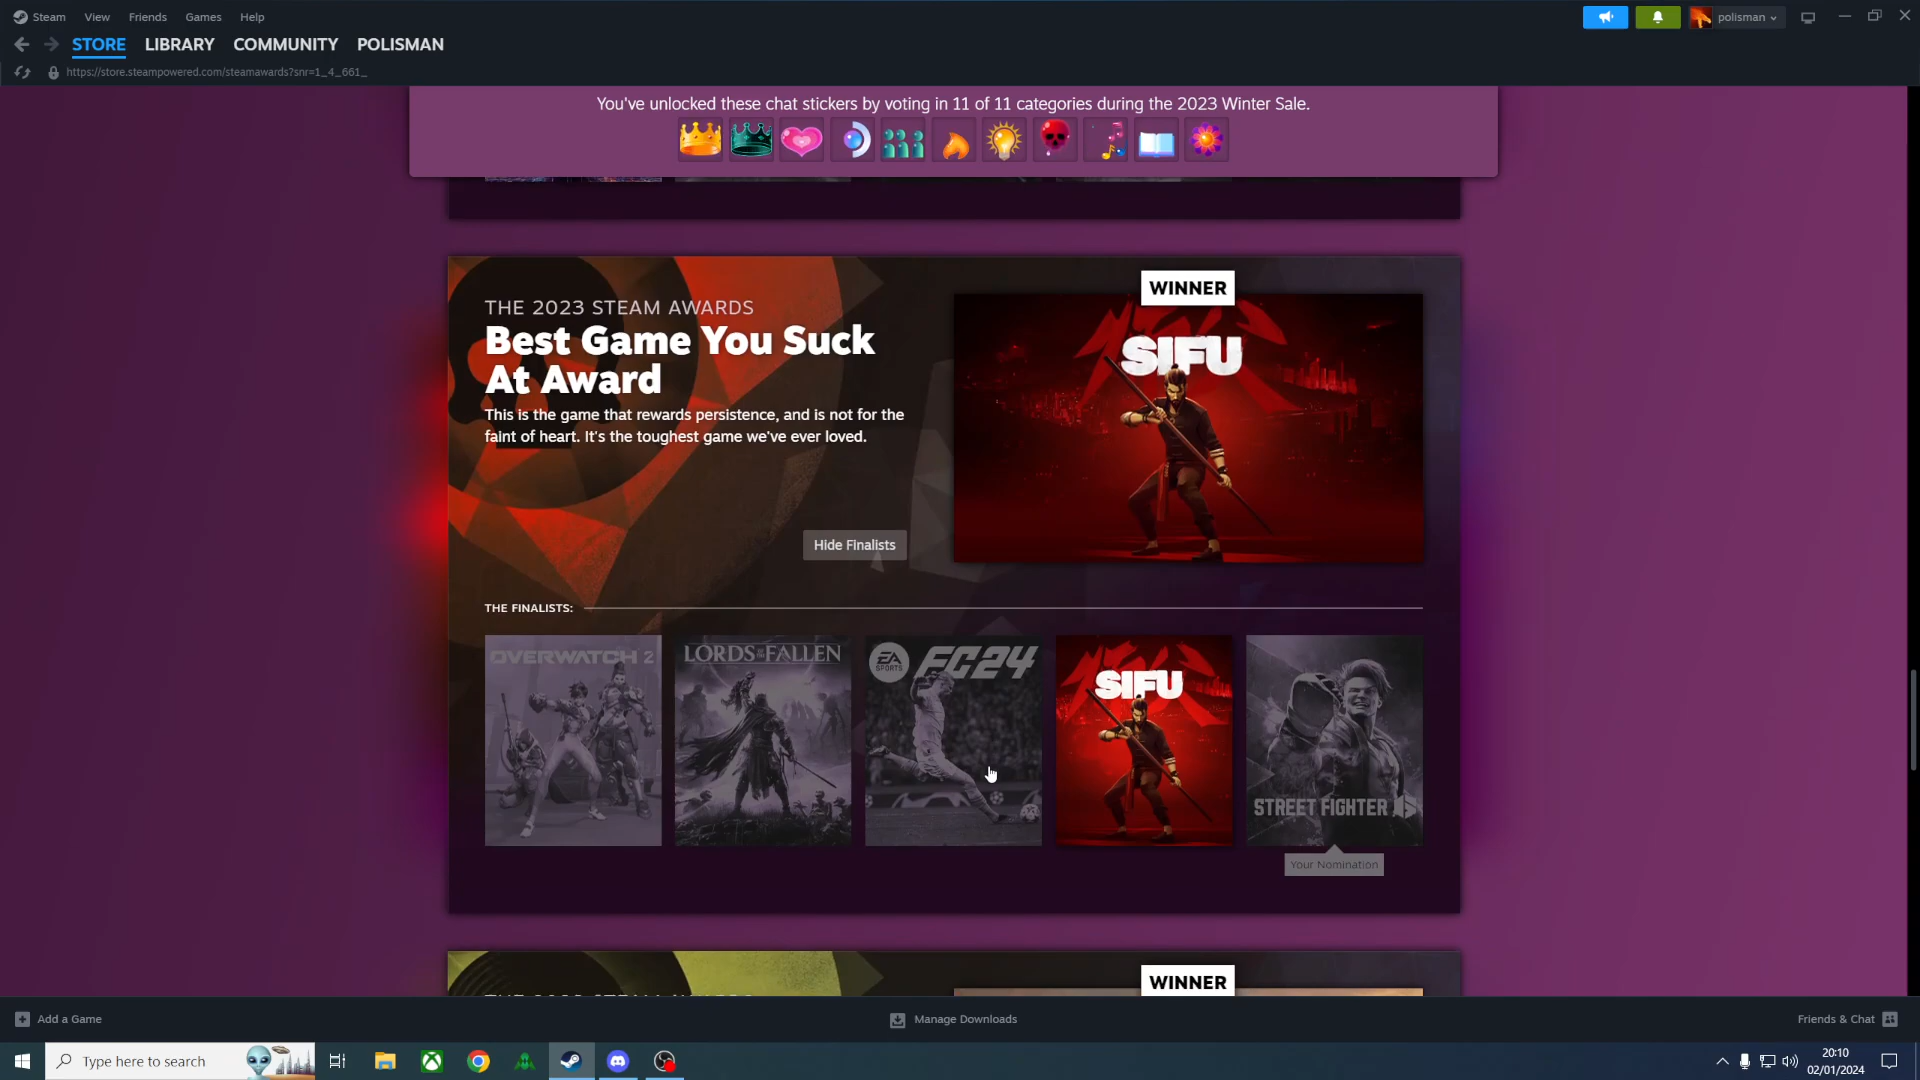 Steam View Friends Games Help
polisman
STORE LIBRARY COMMUNITY POLISMAN
https://store.steampowered.com/steamawards?snr=1_4_661_
You've unlocked these chat stickers by voting in 11 of 11 categories during the 2023 Winter Sale.
THE 2023 STEAM AWARDS
Best Game You Suck
At Award
This is the game that rewards persistence, and is not for the
faint of heart. It's the toughest game we've ever loved.
Hide Finalists
WINNER
SIFU
THE FINALISTS:
OVERWATCH 2
LORDS OF THE FALLEN
EA SPORTS FC24
SIFU
STREET FIGHTER 6
Your Nomination
WINNER
Add a Game
Manage Downloads
Friends & Chat
Type here to search
20:10
02/01/2024